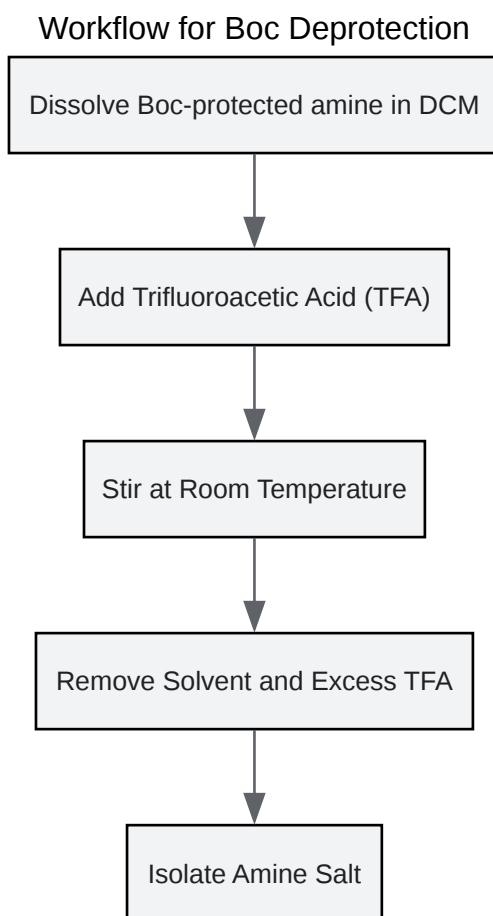 Workflow for Boc Deprotection
Dissolve Boc-protected amine in DCM
Add Trifluoroacetic Acid (TFA)
Stir at Room Temperature
Remove Solvent and Excess TFA
Isolate Amine Salt